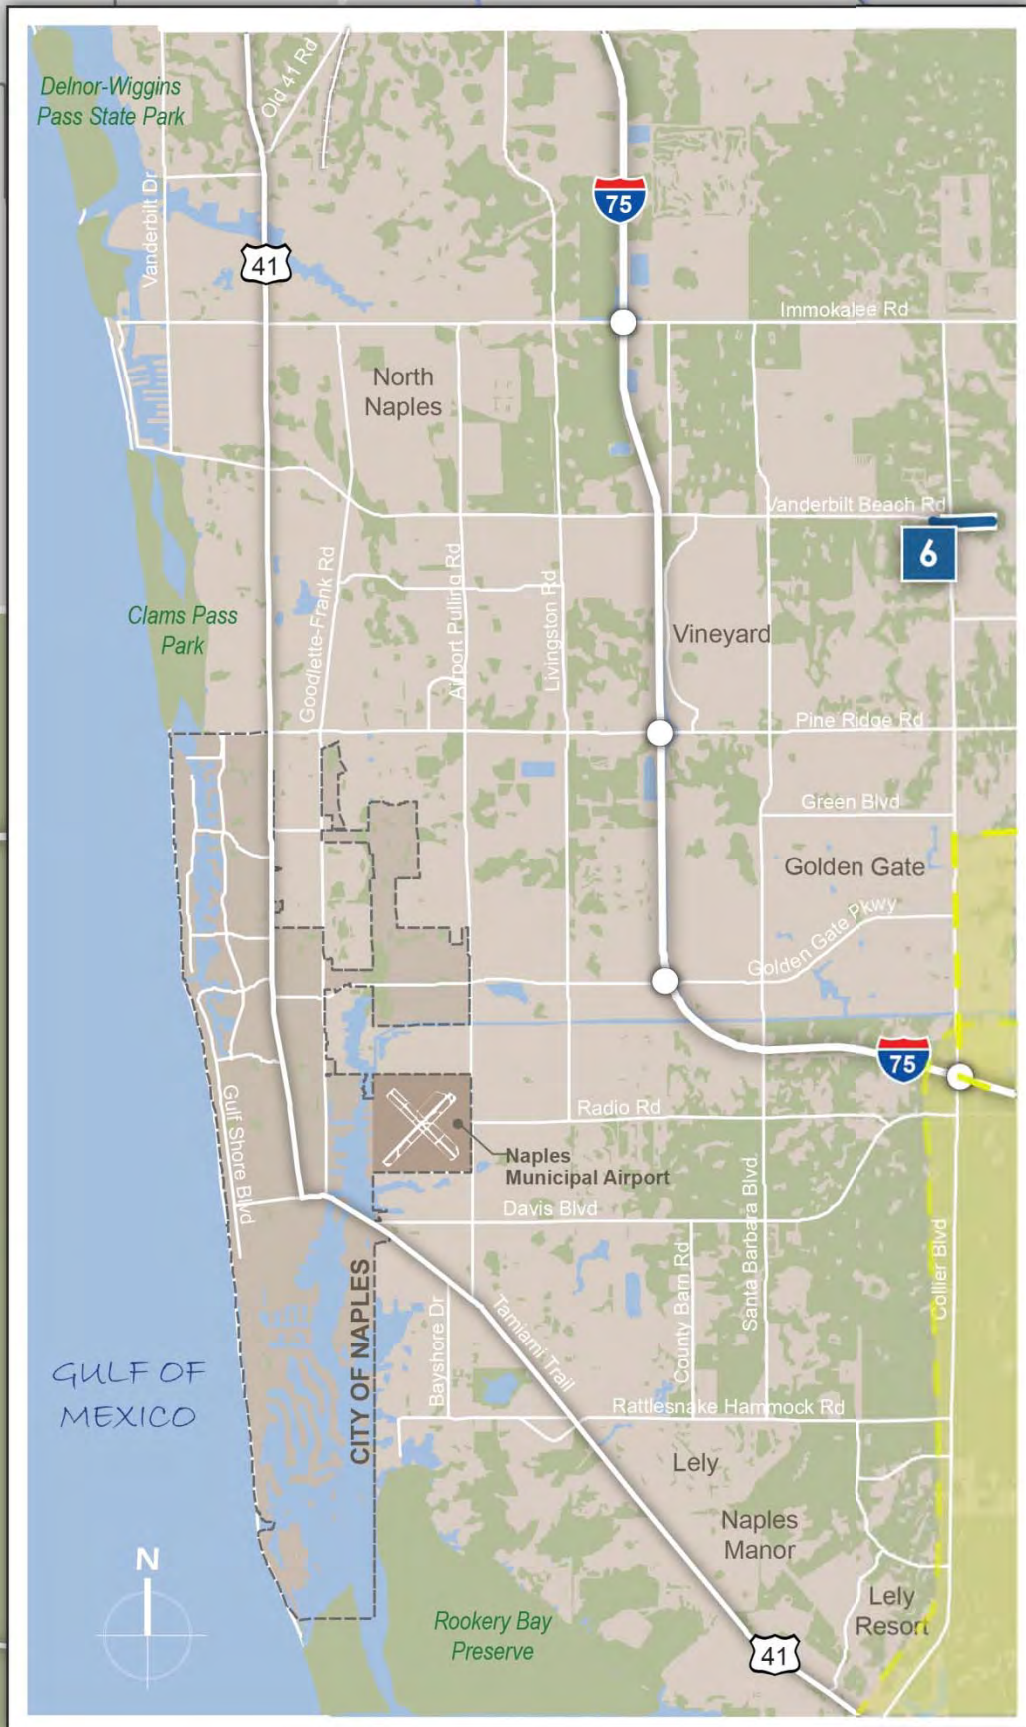 Delnor-Wiggins
Pass State Park
Old 41 Rd
Vanderbilt Dr
75
41
Immokalee Rd
North
Naples
Vanderbilt Beach Rd
6
Goodlette-Frank Rd
Airport Pulling Rd
Livingston Rd
Clams Pass
Park
Vineyard
Pine Ridge Rd
Green Blvd
Golden Gate
Golden Gate Pkwy
75
Gulf Shore Blvd
Radio Rd
Naples
Municipal Airport
Davis Blvd
Santa Barbara Blvd.
County Barn Rd
Collier Blvd
CITY OF NAPLES
Bayshore Dr
Tamiami Trail
GULF OF
MEXICO
Rattlesnake Hammock Rd
Lely
Naples
Manor
N
Lely
Resort
Rookery Bay
Preserve
41